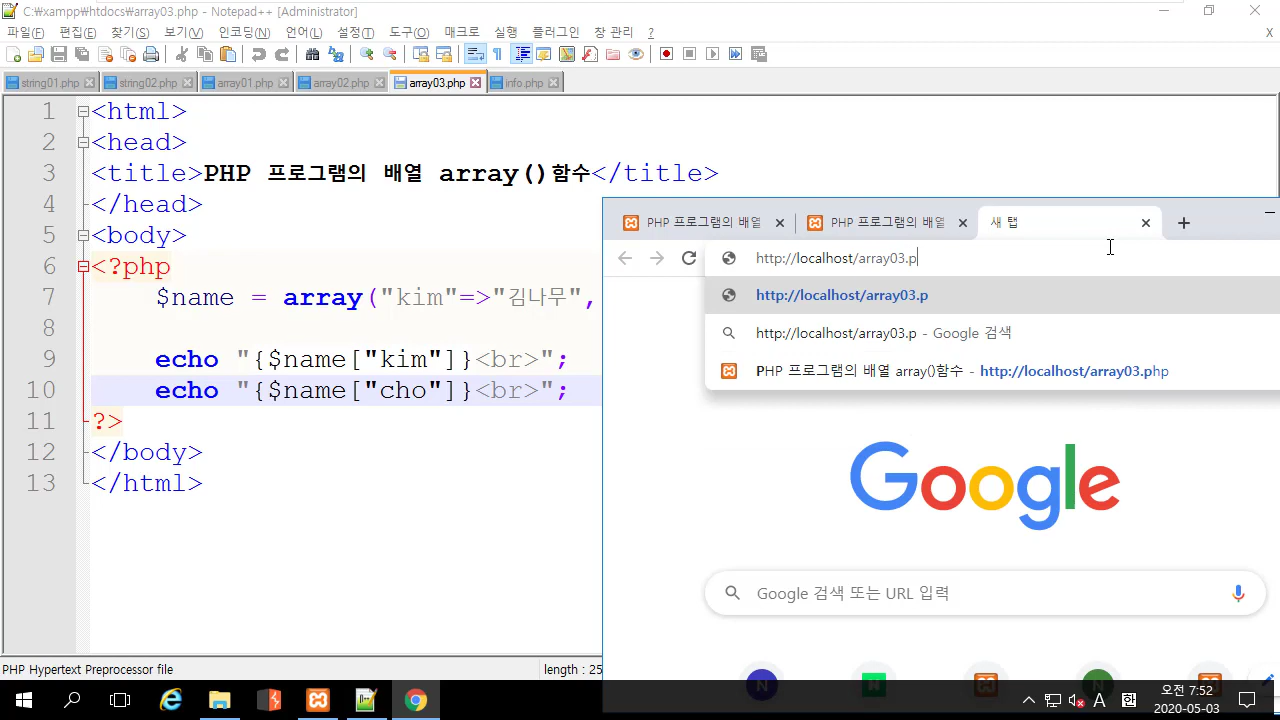 C:₩xampp₩htdocs₩array03.php - Notepad++ [Administrator]
파일(F) 편집(E) 찾기(S) 보기(V) 인코딩(N) 언어(L) 설정(T) 도구(O) 매크로 실행 플러그인 창 관리 ? X
string01.php string02.php array01.php array02.php array03.php info.php
1 <html>
2 <head>
3 <title>PHP 프로그램의 배열 array()함수</title>
4 </head>
5 <body>
6 <?php
7 $name = array("kim"=>"김나무",
8
9 echo "{$name["kim"]}<br>";
10 echo "{$name["cho"]}<br>";
11 ?>
12 </body>
13 </html>
PHP Hypertext Preprocessor file length : 25
PHP 프로그램의 배열 PHP 프로그램의 배열 새 탭
http://localhost/array03.p
http://localhost/array03.p
http://localhost/array03.p - Google 검색
PHP 프로그램의 배열 array()함수 - http://localhost/array03.php
Google
Google 검색 또는 URL 입력
N
A 한
오전 7:52
2020-05-03